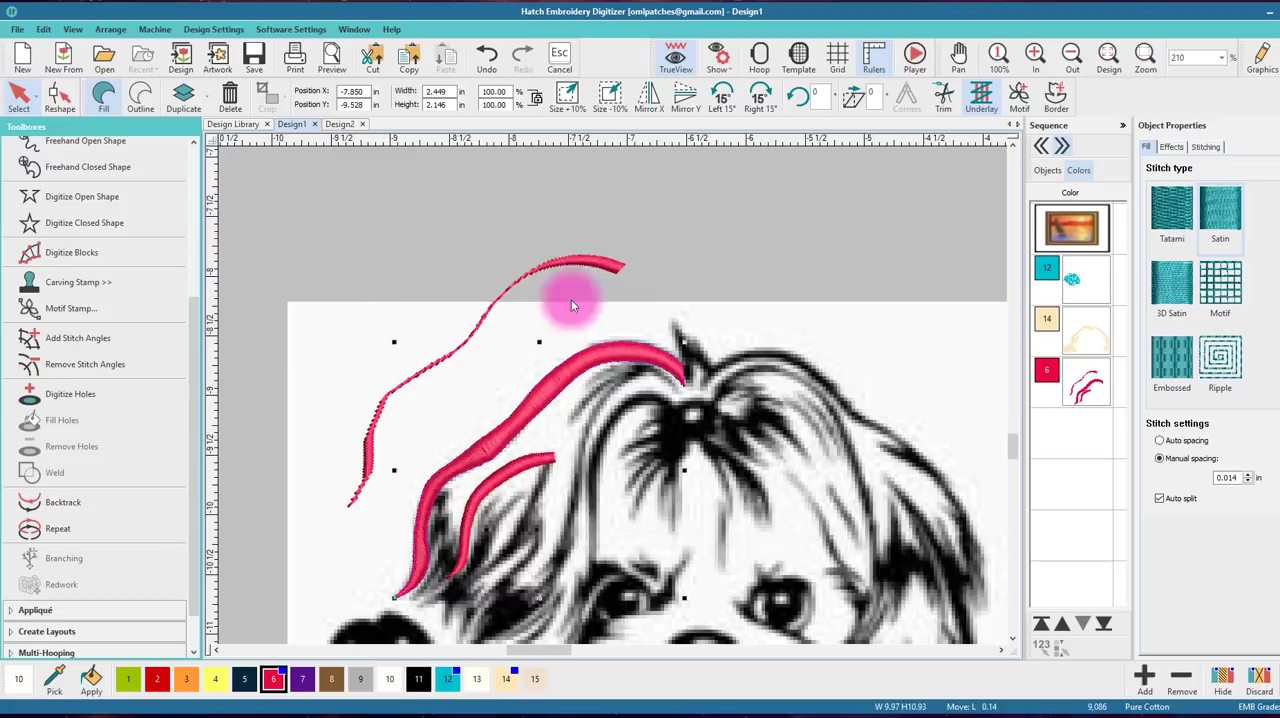 Hatch Embroidery Digitizer [omlpatches@gmail.com] - Design1
File Edit View Arrange Machine Design Settings Software Settings Window Help
New New From Open Recent Design Artwork Save Print Preview Cut Copy Paste Undo Redo Esc Cancel TrueView Show Hoop Template Grid Rulers Player Pan 100% In Out Design Zoom 210 % Graphics
Select Reshape Fill Outline Duplicate Delete Crop Position X -7.850 in Width: 2.449 in 100.00 % Size +10% Size -10% Mirror X Mirror Y Left 15° Right 15° 0 0 Corners Trim Underlay Motif Border
Position Y: -9.528 in Height: 2.146 in 100.00 %
Toolboxes
Design Library Design1 Design2
Freehand Open Shape
Freehand Closed Shape
Digitize Open Shape
Digitize Closed Shape
Digitize Blocks
Carving Stamp >>
Motif Stamp...
Add Stitch Angles
Remove Stitch Angles
Digitize Holes
Fill Holes
Remove Holes
Weld
Backtrack
Repeat
Branching
Redwork
Appliqué
Create Layouts
Multi-Hooping
Sequence
Objects Colors
Color
12
14
6
123
Object Properties
Fill Effects Stitching
Stitch type
Tatami Satin
3D Satin Motif
Embossed Ripple
Stitch settings
Auto spacing
Manual spacing:
0.014 in
Auto split
10 Pick Apply 1 2 3 4 5 6 7 8 9 10 11 12 13 14 15 Add Remove Hide Discard
W 9.97 H10.93 Move: L 0.14 9,086 Pure Cotton EMB Grade: